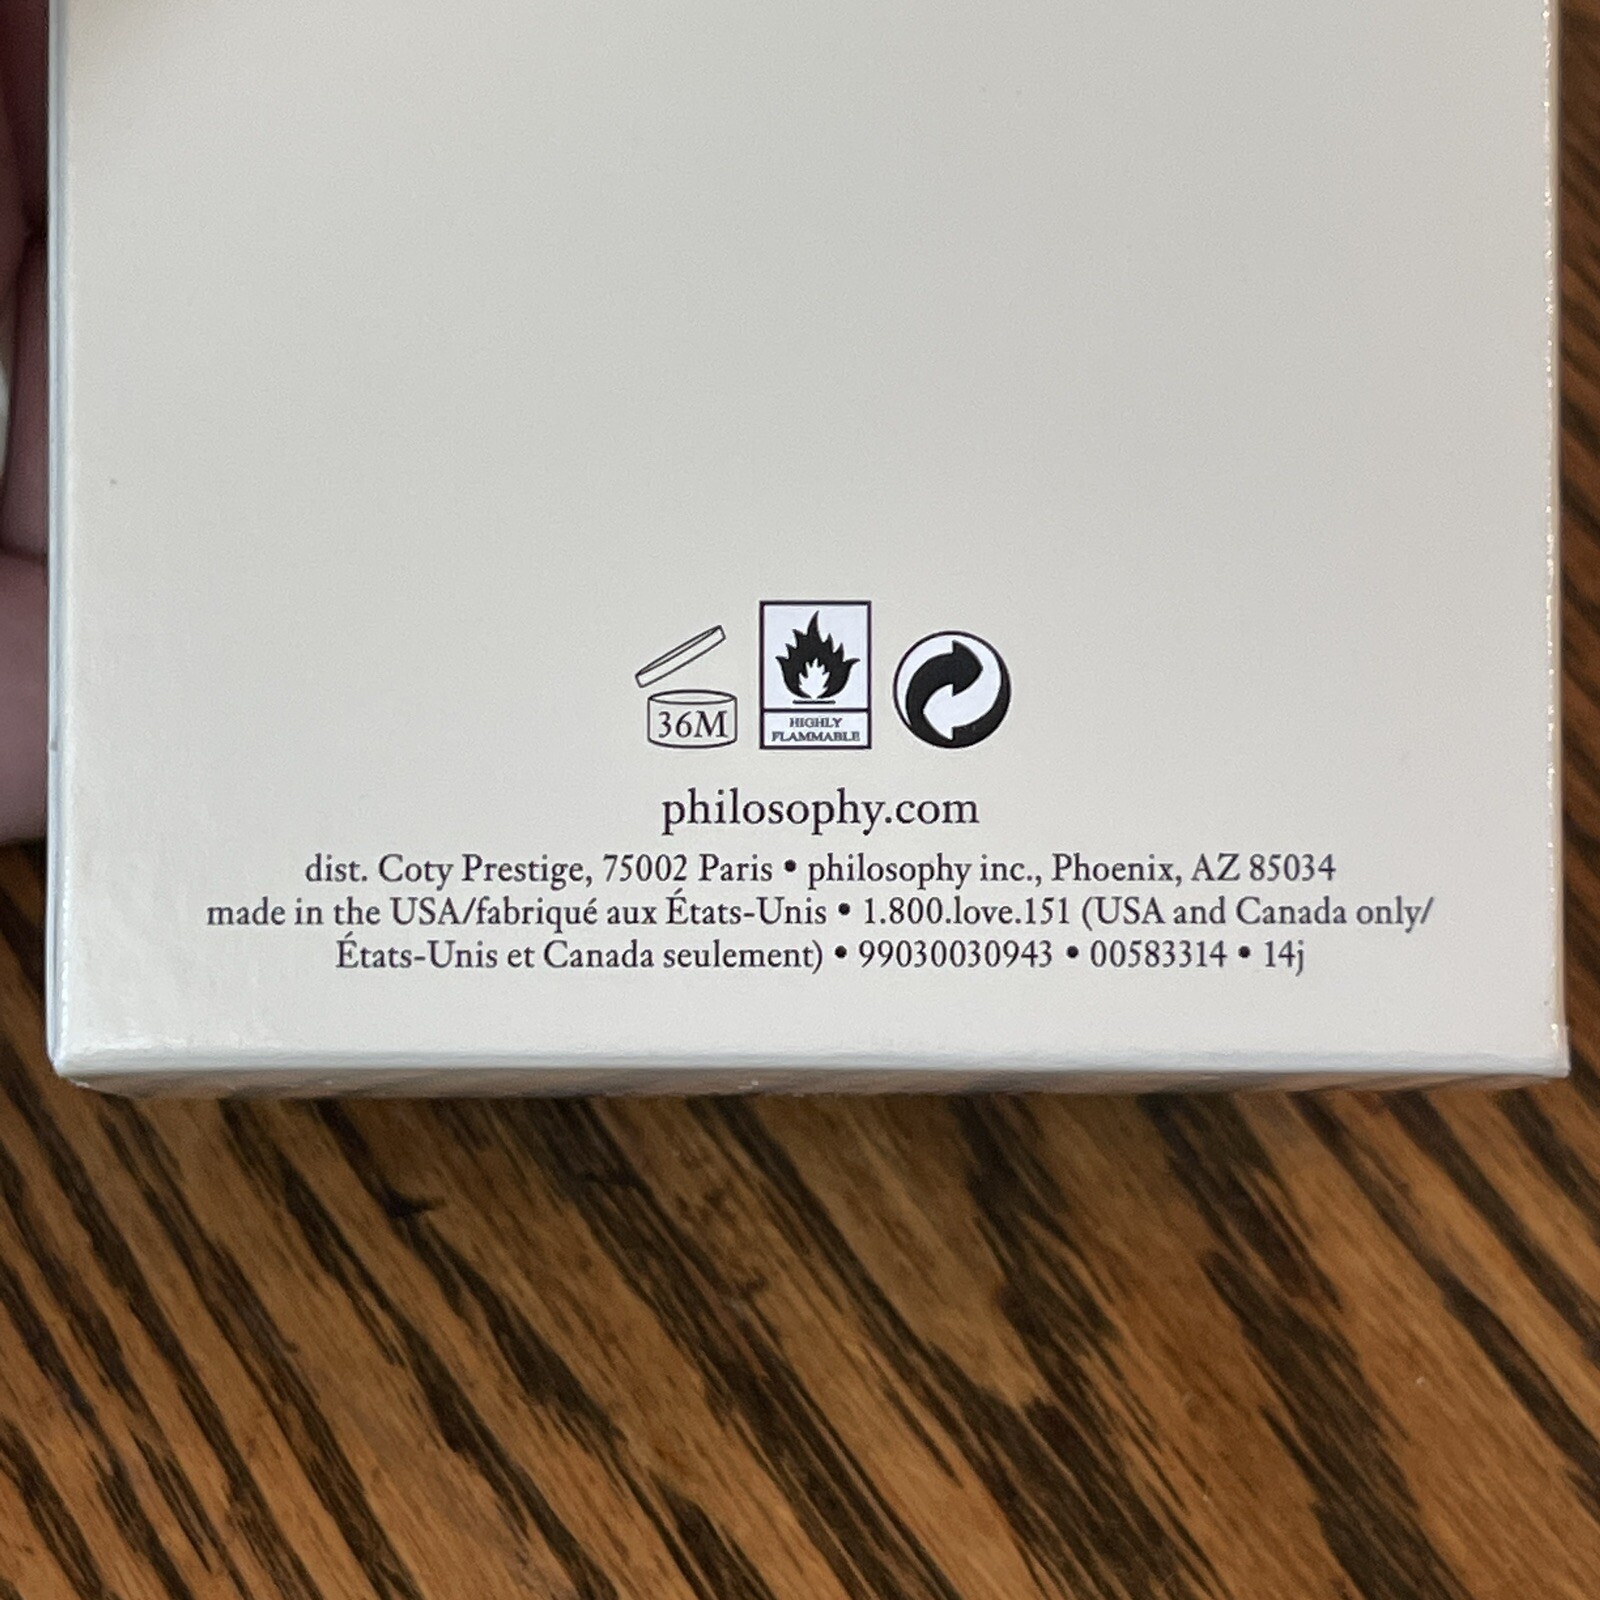 36M
HIGHLY
FLAMMABLE
philosophy.com
dist. Coty Prestige, 75002 Paris • philosophy inc., Phoenix, AZ 85034
made in the USA/fabriqué aux États-Unis • 1.800.love.151 (USA and Canada only/
États-Unis et Canada seulement) • 99030030943 • 00583314 • 14j